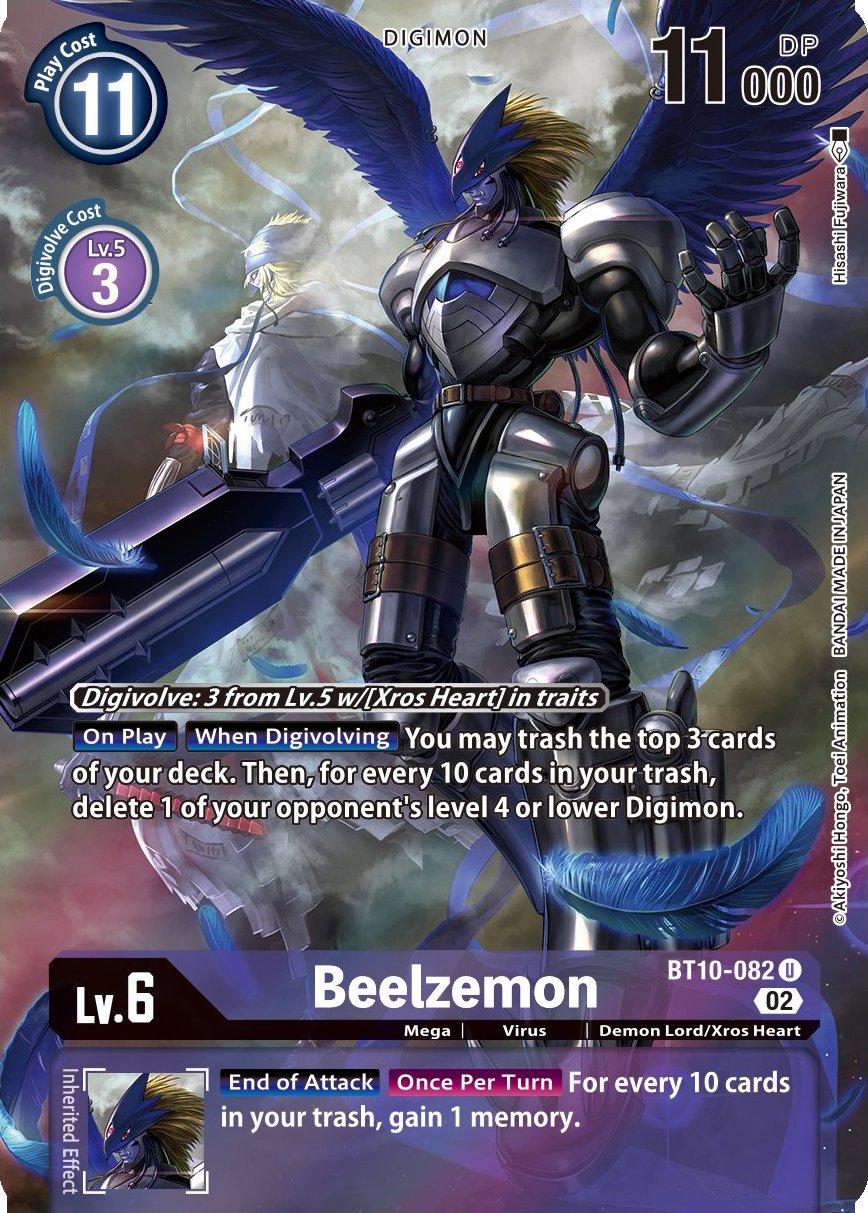 DIGIMON
Play Cost
11
11000
DP
Digivolve Cost
Lv.5
3
Hisashi Fujiwara
©Akiyoshi Hongo, Toei Animation BANDAI MADE IN JAPAN
Digivolve: 3 from Lv.5 w/[Xros Heart] in traits
On Play When Digivolving You may trash the top 3 cards
of your deck. Then, for every 10 cards in your trash,
delete 1 of your opponent's level 4 or lower Digimon.
Lv.6
Beelzemon
BT10-082 U
02
Mega | Virus | Demon Lord/Xros Heart
Inherited Effect
End of Attack Once Per Turn For every 10 cards
in your trash, gain 1 memory.